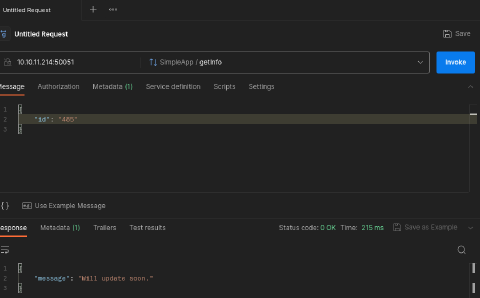 Untitled Request
Untitled Request
Save
10.10.11.214:50051
SimpleApp / getInfo
Invoke
Message
Authorization
Metadata (1)
Service definition
Scripts
Settings
1 {
2 "id": "485"
3 }
Use Example Message
Response
Metadata (1)
Trailers
Test results
Status code: 0 OK
Time: 215 ms
Save as Example
1 {
2 "message": "Will update soon."
3 }